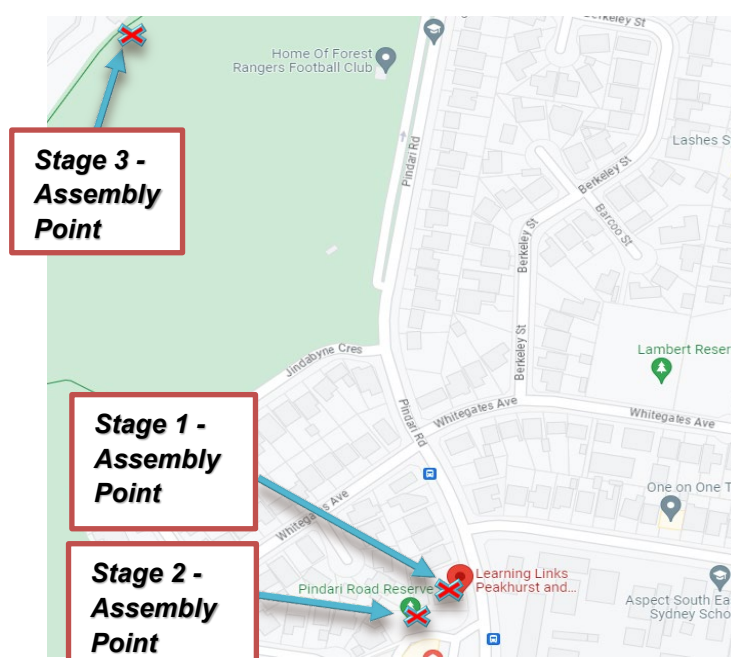 Berkeley St
Home Of Forest
Rangers Football Club
Pindari Rd
Lashes S
Stage 3 -
Assembly
Point
Berkeley St
Barcoo St
Berkeley St
Berkeley St
Lambert Reser
Jindabyne Cres
Pindari Rd
Whitegates Ave
Whitegates Ave
Stage 1 -
Assembly
Point
One on One T
Whitegates Ave
Learning Links
Peakhurst and...
Pindari Road Reserve
Stage 2 -
Assembly
Point
Aspect South Ea
Sydney Scho